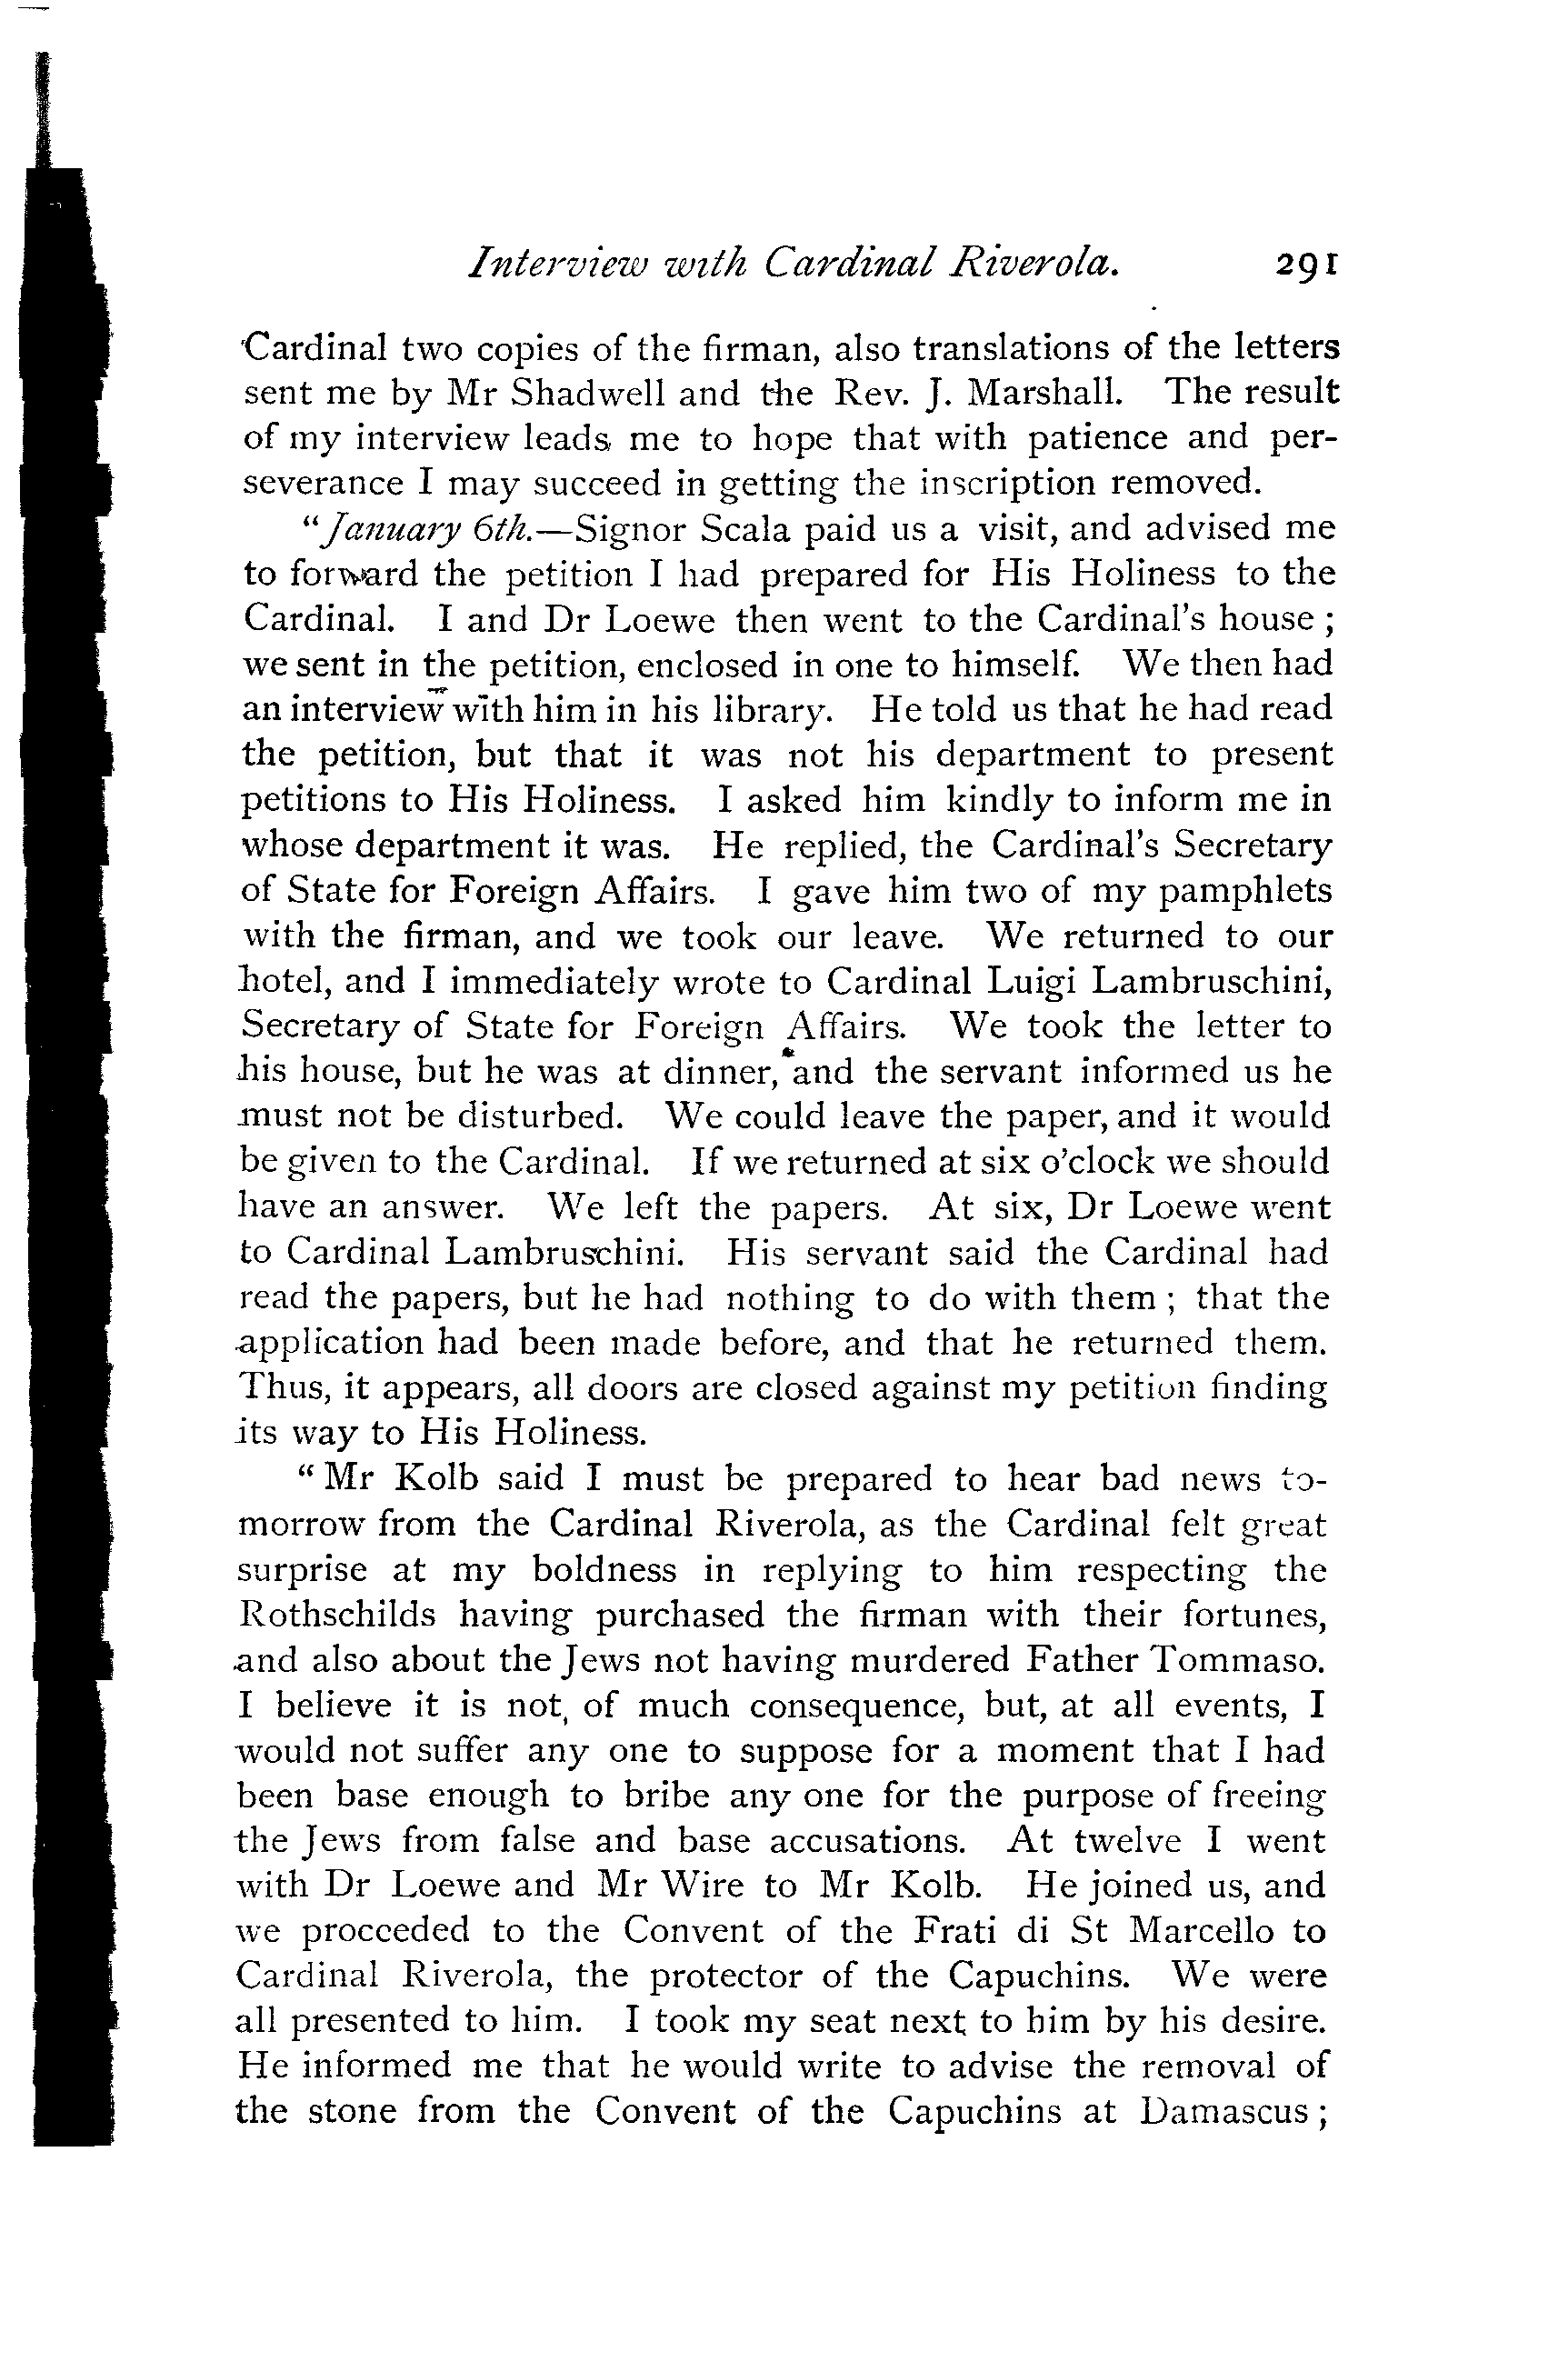 Interview with Cardinal Riverola. 291
Cardinal two copies of the firman, also translations of the letters
sent me by Mr Shadwell and the Rev. J. Marshall. The result
of my interview leads me to hope that with patience and per-
severance I may succeed in getting the inscription removed.
"January 6th.—Signor Scala paid us a visit, and advised me
to forward the petition I had prepared for His Holiness to the
Cardinal. I and Dr Loewe then went to the Cardinal's house ;
we sent in the petition, enclosed in one to himself. We then had
an interview with him in his library. He told us that he had read
the petition, but that it was not his department to present
petitions to His Holiness. I asked him kindly to inform me in
whose department it was. He replied, the Cardinal's Secretary
of State for Foreign Affairs. I gave him two of my pamphlets
with the firman, and we took our leave. We returned to our
hotel, and I immediately wrote to Cardinal Luigi Lambruschini,
Secretary of State for Foreign Affairs. We took the letter to
his house, but he was at dinner, and the servant informed us he
must not be disturbed. We could leave the paper, and it would
be given to the Cardinal. If we returned at six o'clock we should
have an answer. We left the papers. At six, Dr Loewe went
to Cardinal Lambruschini. His servant said the Cardinal had
read the papers, but he had nothing to do with them ; that the
application had been made before, and that he returned them.
Thus, it appears, all doors are closed against my petition finding
its way to His Holiness.
"Mr Kolb said I must be prepared to hear bad news to-
morrow from the Cardinal Riverola, as the Cardinal felt great
surprise at my boldness in replying to him respecting the
Rothschilds having purchased the firman with their fortunes,
and also about the Jews not having murdered Father Tommaso.
I believe it is not of much consequence, but, at all events, I
would not suffer any one to suppose for a moment that I had
been base enough to bribe any one for the purpose of freeing
the Jews from false and base accusations. At twelve I went
with Dr Loewe and Mr Wire to Mr Kolb. He joined us, and
we procceded to the Convent of the Frati di St Marcello to
Cardinal Riverola, the protector of the Capuchins. We were
all presented to him. I took my seat next to him by his desire.
He informed me that he would write to advise the removal of
the stone from the Convent of the Capuchins at Damascus ;